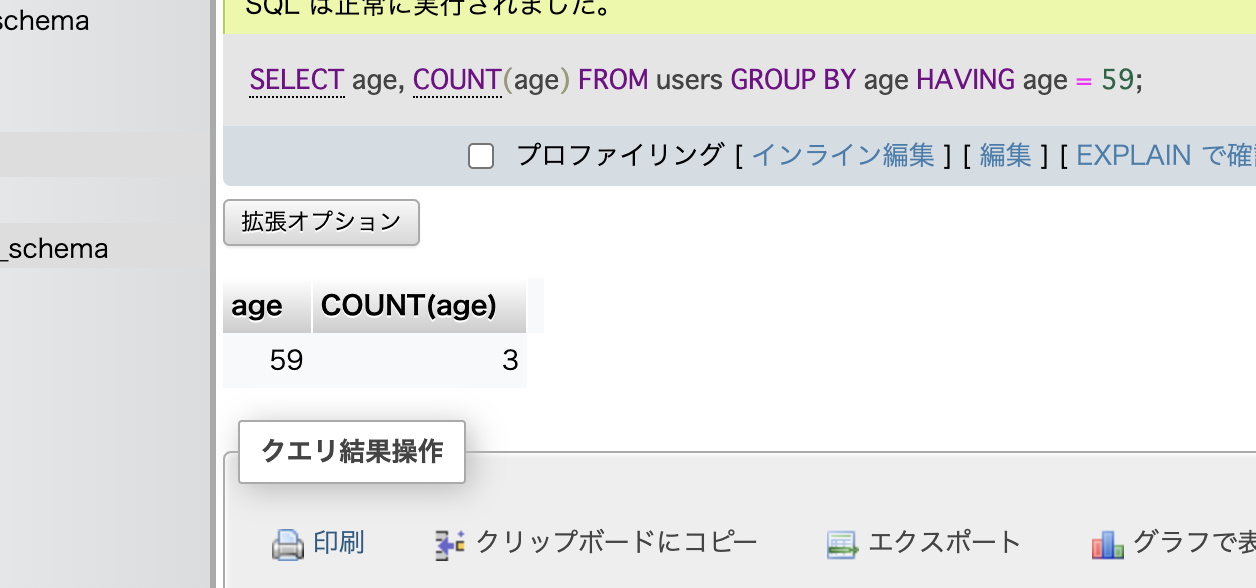 schema
_schema
SQL は正常に実行されました。
SELECT age, COUNT(age) FROM users GROUP BY age HAVING age = 59;
プロファイリング [ インライン編集 ] [ 編集 ] [ EXPLAIN で確
拡張オプション
age COUNT(age)
59 3
クエリ結果操作
印刷 クリップボードにコピー エクスポート グラフで表